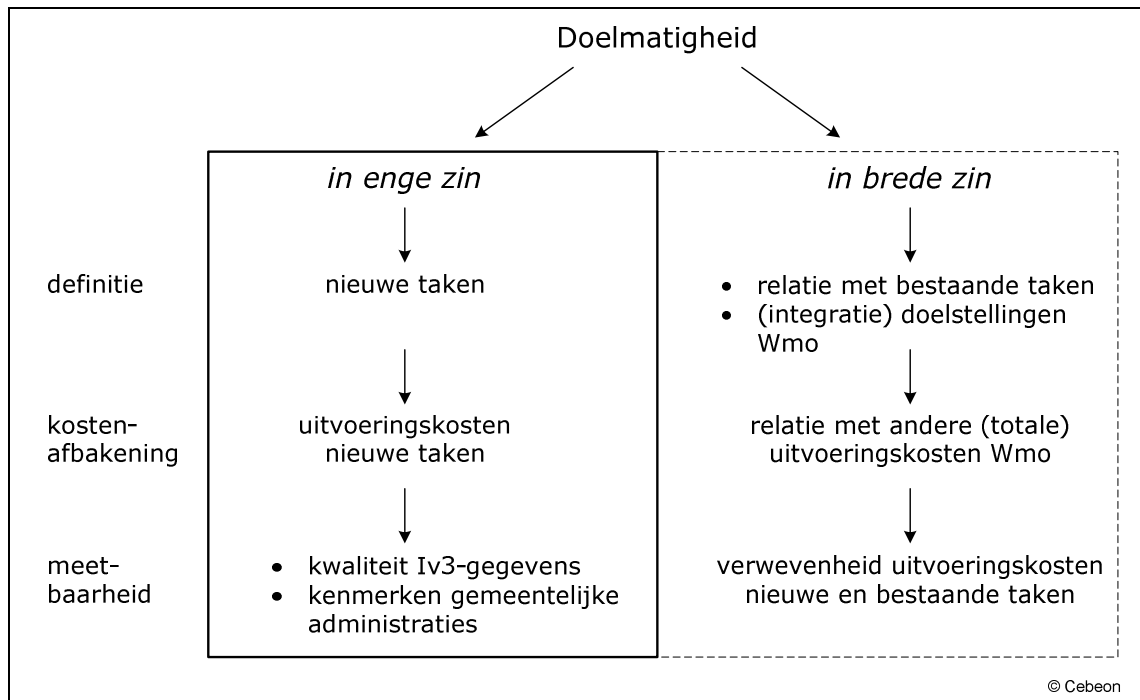 Doelmatigheid
in enge zin
in brede zin
definitie
nieuwe taken
• relatie met bestaande taken
• (integratie) doelstellingen
Wmo
kosten-
afbakening
uitvoeringskosten
nieuwe taken
relatie met andere (totale)
uitvoeringskosten Wmo
meet-
baarheid
• kwaliteit Iv3-gegevens
• kenmerken gemeentelijke
administraties
verwevenheid uitvoeringskosten
nieuwe en bestaande taken
© Cebeon